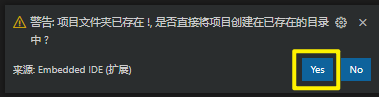 警告: 项目文件夹已存在 !, 是否直接将项目创建在已存在的目录
中 ?
来源: Embedded IDE (扩展)
Yes
No